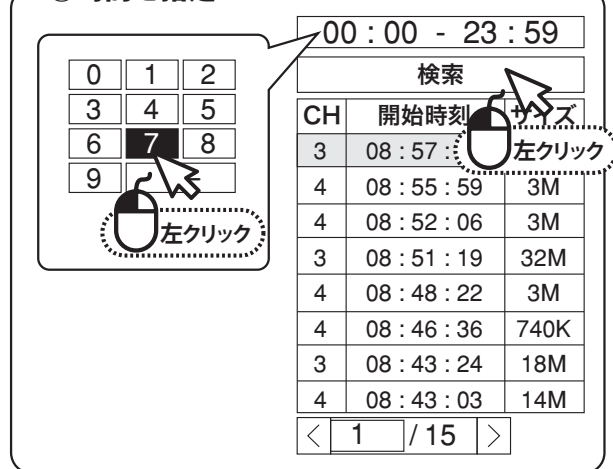 00 : 00 - 23 : 59
検索
0 1 2
3 4 5
6 7 8
9
左クリック
CH 開始時刻 サイズ
3 08 : 57 :
左クリック
4 08 : 55 : 59 3M
4 08 : 52 : 06 3M
3 08 : 51 : 19 32M
4 08 : 48 : 22 3M
4 08 : 46 : 36 740K
3 08 : 43 : 24 18M
4 08 : 43 : 03 14M
< 1 / 15 >